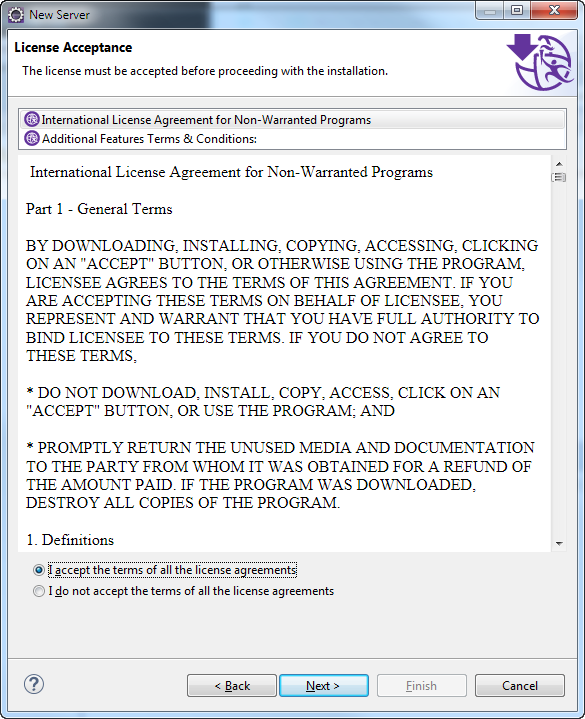 New Server
License Acceptance
The license must be accepted before proceeding with the installation.
International License Agreement for Non-Warranted Programs
Additional Features Terms & Conditions:
International License Agreement for Non-Warranted Programs
Part 1 - General Terms
BY DOWNLOADING, INSTALLING, COPYING, ACCESSING, CLICKING
ON AN "ACCEPT" BUTTON, OR OTHERWISE USING THE PROGRAM,
LICENSEE AGREES TO THE TERMS OF THIS AGREEMENT. IF YOU
ARE ACCEPTING THESE TERMS ON BEHALF OF LICENSEE, YOU
REPRESENT AND WARRANT THAT YOU HAVE FULL AUTHORITY TO
BIND LICENSEE TO THESE TERMS. IF YOU DO NOT AGREE TO
THESE TERMS,
* DO NOT DOWNLOAD, INSTALL, COPY, ACCESS, CLICK ON AN
"ACCEPT" BUTTON, OR USE THE PROGRAM; AND
* PROMPTLY RETURN THE UNUSED MEDIA AND DOCUMENTATION
TO THE PARTY FROM WHOM IT WAS OBTAINED FOR A REFUND OF
THE AMOUNT PAID. IF THE PROGRAM WAS DOWNLOADED,
DESTROY ALL COPIES OF THE PROGRAM.
1. Definitions
I accept the terms of all the license agreements
I do not accept the terms of all the license agreements
? < Back Next > Finish Cancel